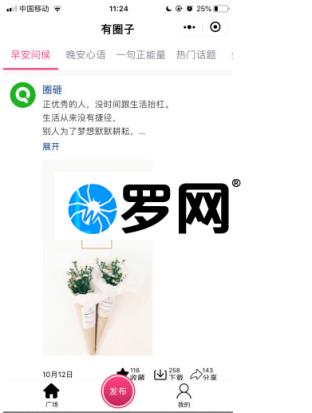 中国移动
11:24
25%
有圈子
早安问候 晚安心语 一句正能量 热门话题
圈砸
正优秀的人，没时间跟生活抬杠。
生活从来没有捷径，
别人为了梦想默默耕耘，...
展开
罗网®
10月12日
116
收藏
258
下载
143
分享
广场
发布
我的